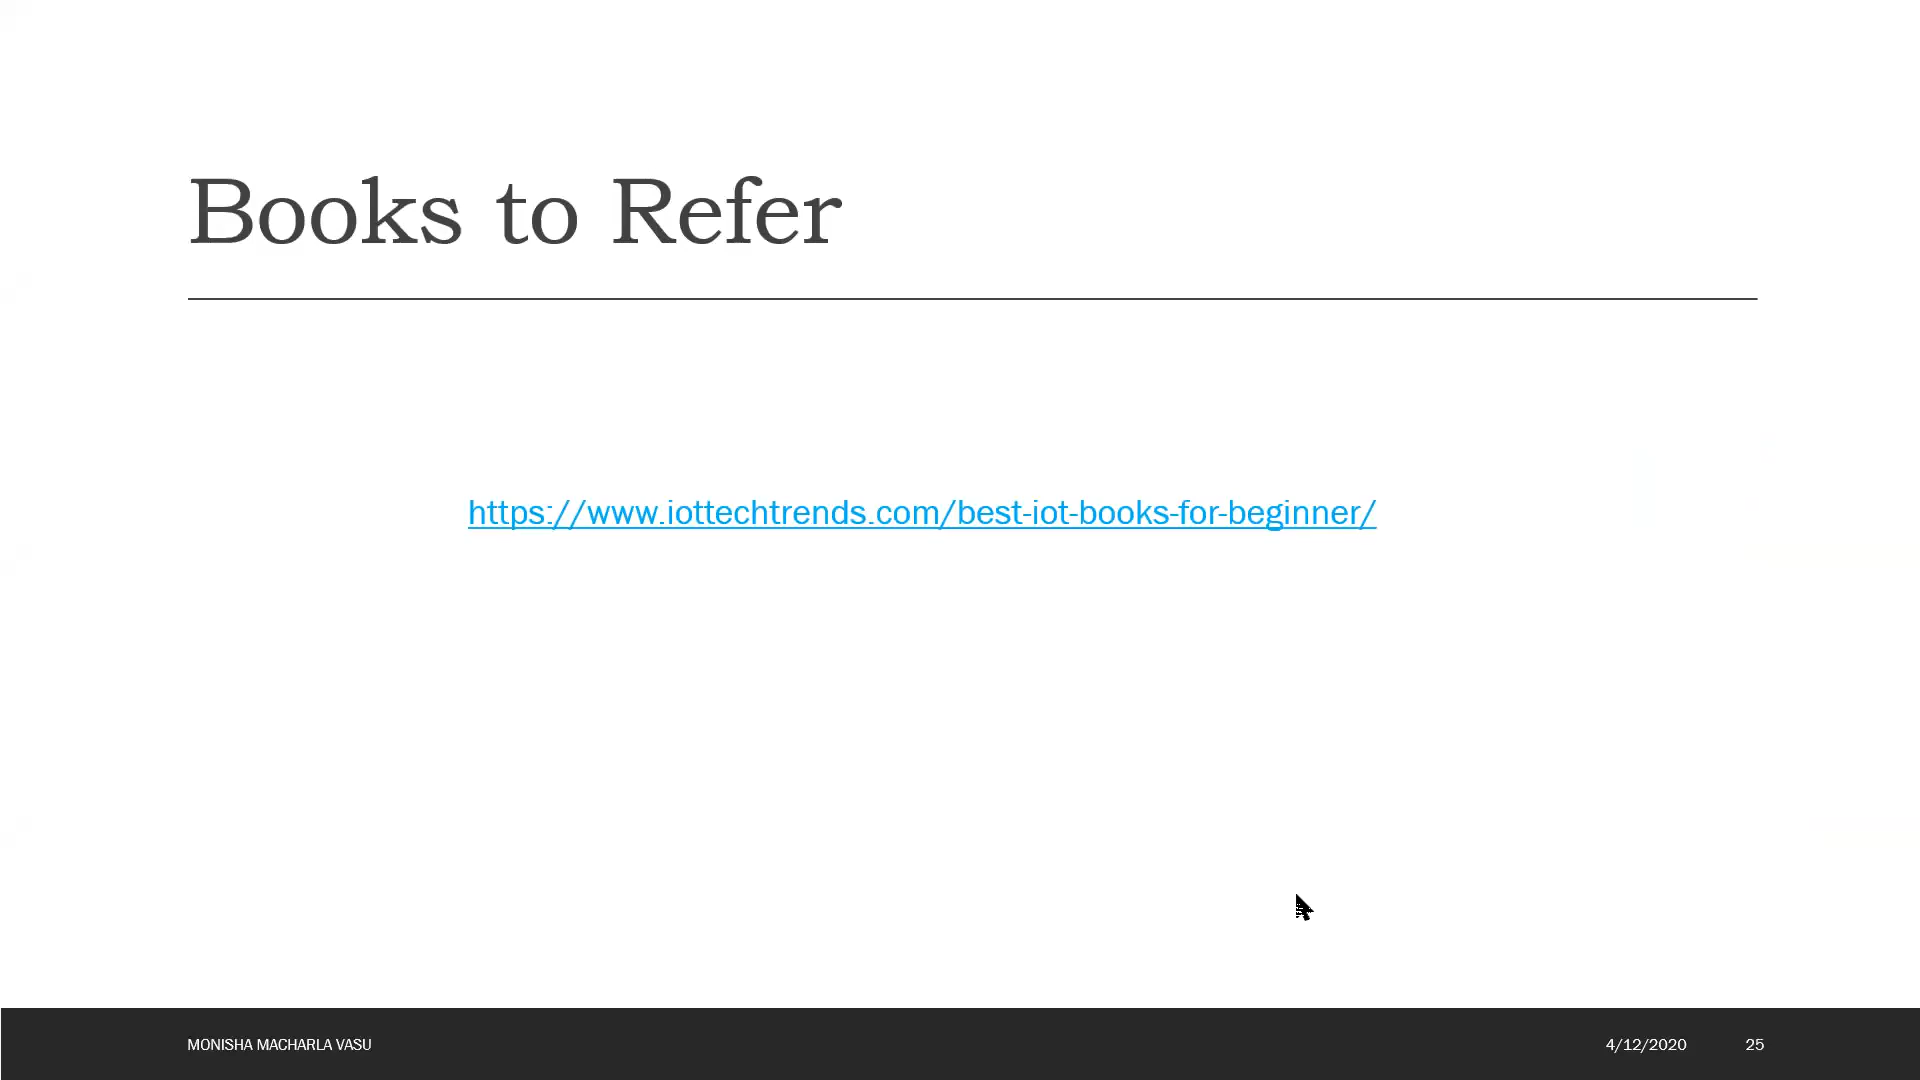 Books to Refer
https://www.iottechtrends.com/best-iot-books-for-beginner/
MONISHA MACHARLA VASU
4/12/2020
25